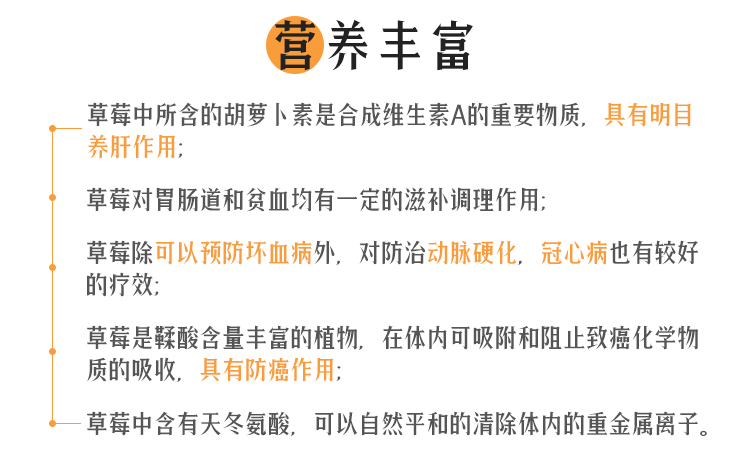 营养丰富
草莓中所含的胡萝卜素是合成维生素A的重要物质，具有明目
养肝作用；
草莓对胃肠道和贫血均有一定的滋补调理作用；
草莓除可以预防坏血病外，对防治动脉硬化，冠心病也有较好
的疗效；
草莓是鞣酸含量丰富的植物，在体内可吸附和阻止致癌化学物
质的吸收，具有防癌作用；
草莓中含有天冬氨酸，可以自然平和的清除体内的重金属离子。